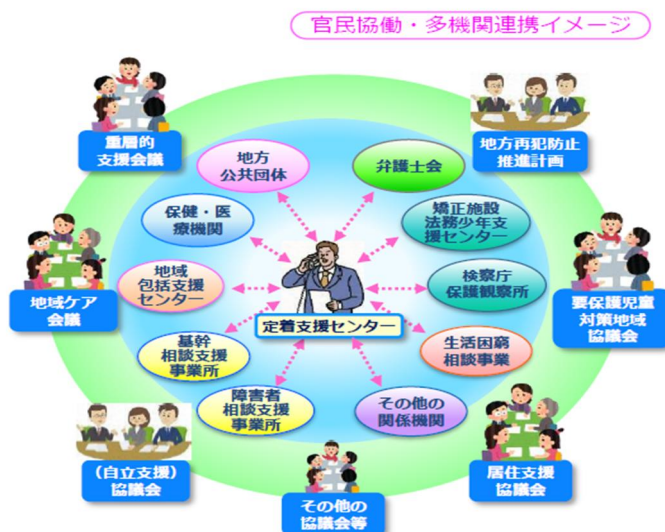 官民協働・多機関連携イメージ
重層的
支援会議
地方再犯防止
推進計画
地方
公共団体
弁護士会
保健・医
療機関
矯正施設
法務少年支
援センター
地域ケア
会議
地域
包括支援
センター
検察庁
保護観察所
要保護児童
対策地域
協議会
定着支援センター
基幹
相談支援
事業所
生活困窮
相談事業
障害者
相談支援
事業所
その他の
関係機関
(自立支援)
協議会
その他の
協議会等
居住支援
協議会